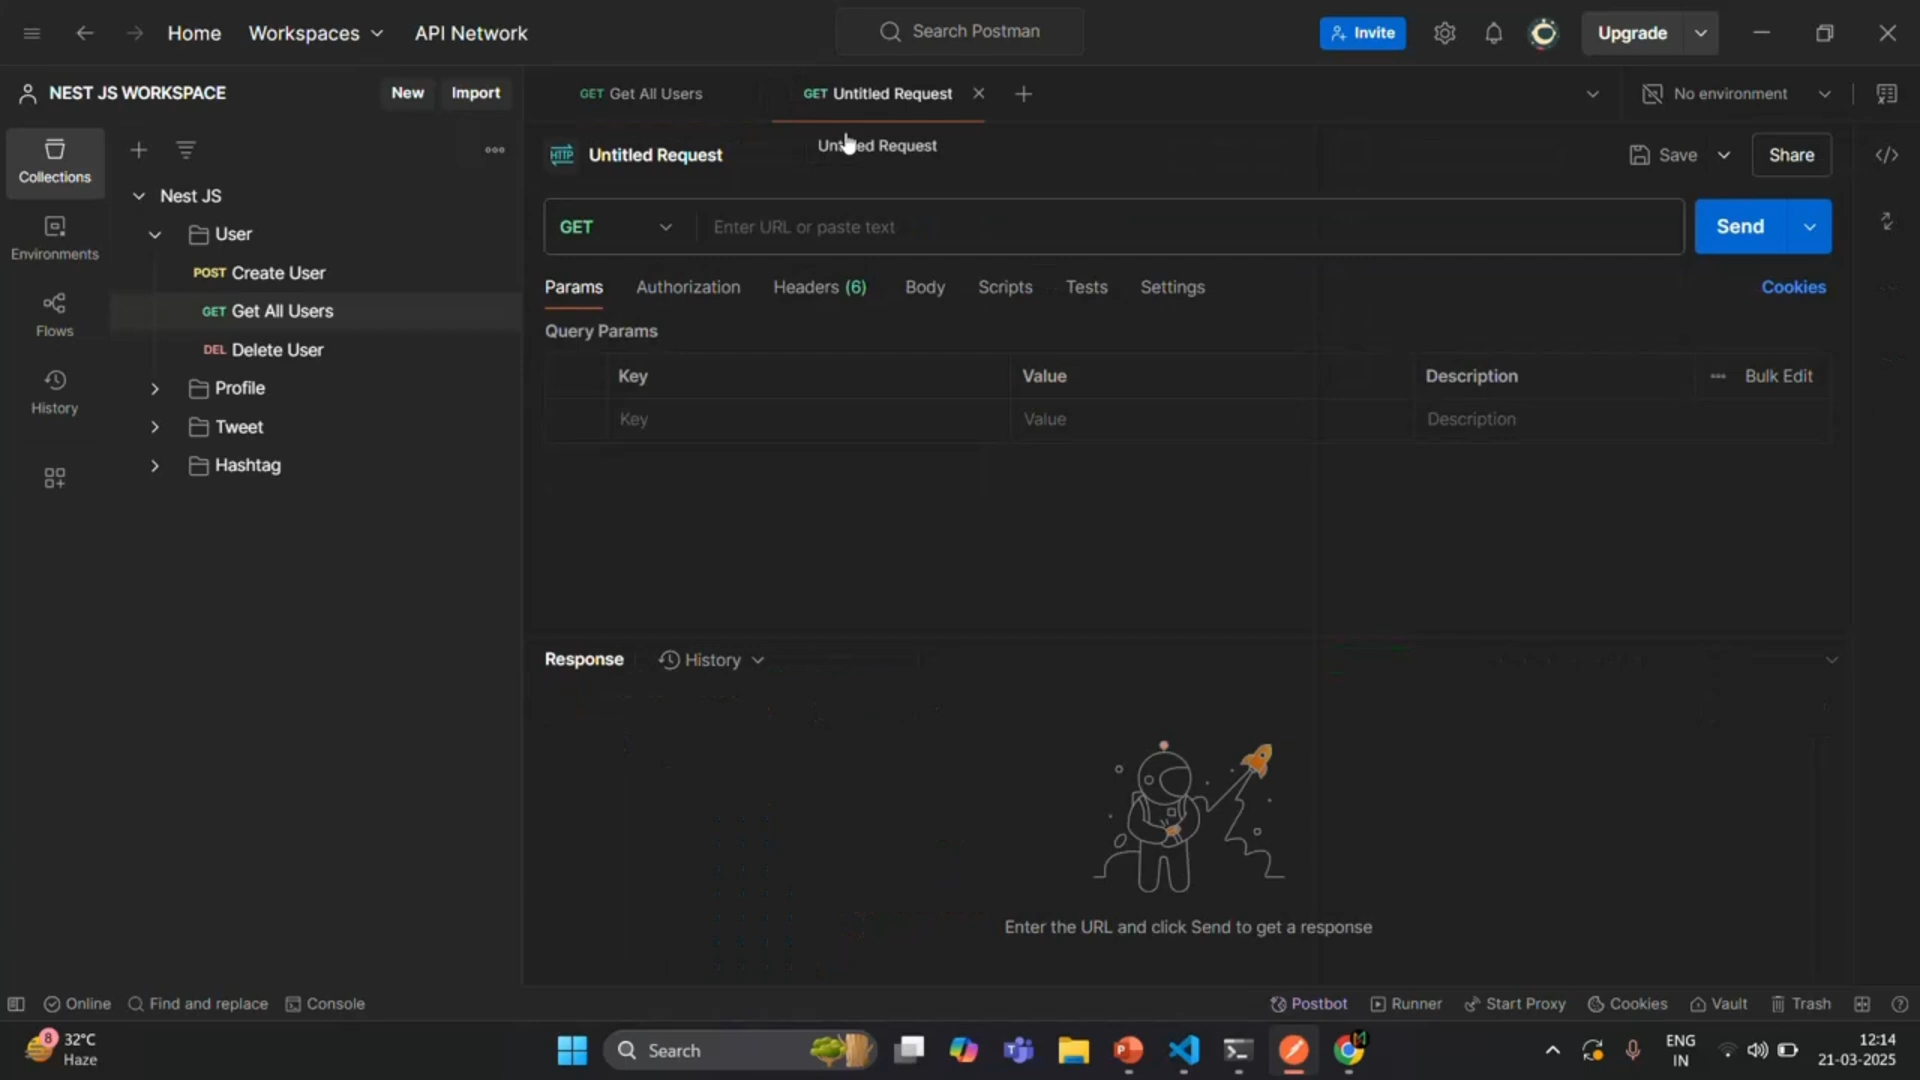 Home Workspaces API Network
Search Postman
Invite
Upgrade
NEST JS WORKSPACE
New Import
GET Get All Users
GET Untitled Request
No environment
Collections
Environments
Flows
History
Nest JS
User
POST Create User
GET Get All Users
DEL Delete User
Profile
Tweet
Hashtag
HTTP Untitled Request
Untitled Request
Save Share
GET Enter URL or paste text Send
Params Authorization Headers (6) Body Scripts Tests Settings Cookies
Query Params
Key Value Description Bulk Edit
Key Value Description
Response History
Enter the URL and click Send to get a response
Online Find and replace Console
Postbot Runner Start Proxy Cookies Vault Trash
8 32°C
Haze
Search
ENG
IN
12:14
21-03-2025